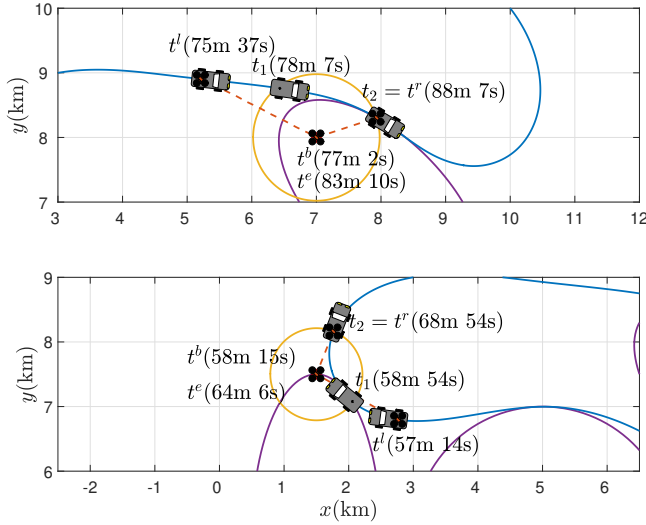 10
t^l(75m 37s)
t_1(78m 7s)
9
t_2 = t^r(88m 7s)
y(km)
8
t^b(77m 2s)
t^e(83m 10s)
7
3 4 5 6 7 8 9 10 11 12
9
t_2 = t^r(68m 54s)
8
t^b(58m 15s)
y(km)
t^e(64m 6s)
t_1(58m 54s)
7
t^l(57m 14s)
6
-2 -1 0 1 2 3 4 5 6
x(km)